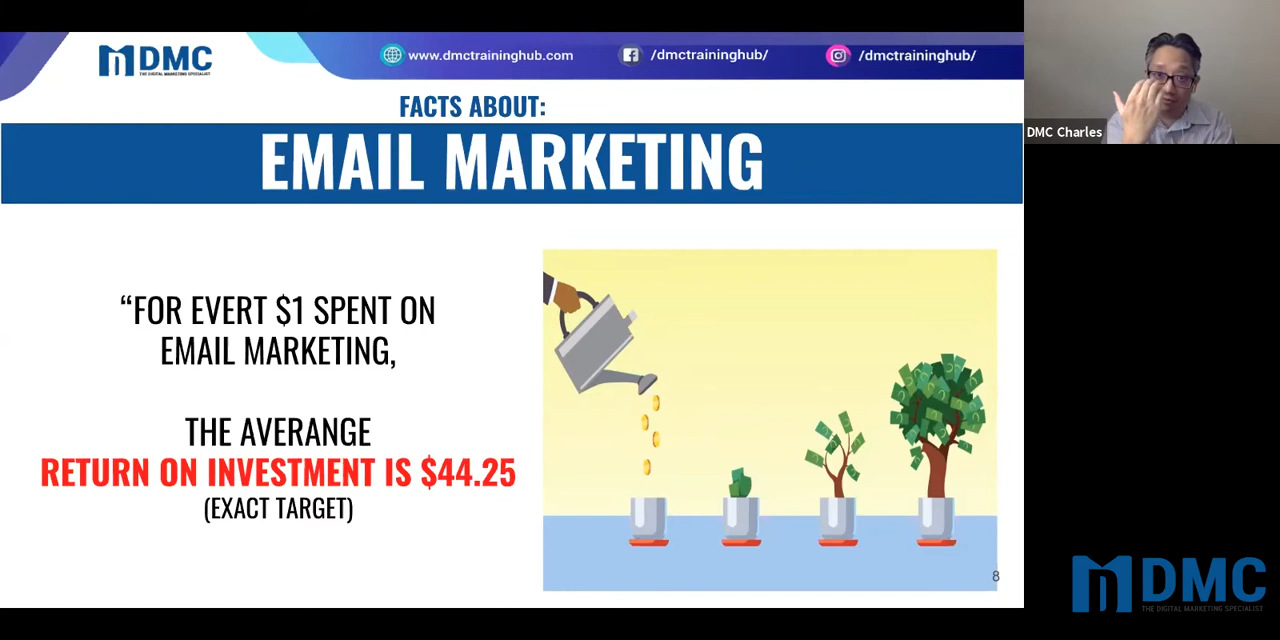 DMC
THE DIGITAL MARKETING SPECIALIST
www.dmctraininghub.com
/dmctraininghub/
/dmctraininghub/
FACTS ABOUT:
EMAIL MARKETING
“FOR EVERT $1 SPENT ON
EMAIL MARKETING,
THE AVERANGE
RETURN ON INVESTMENT IS $44.25
(EXACT TARGET)
8
DMC Charles
DMC
THE DIGITAL MARKETING SPECIALIST